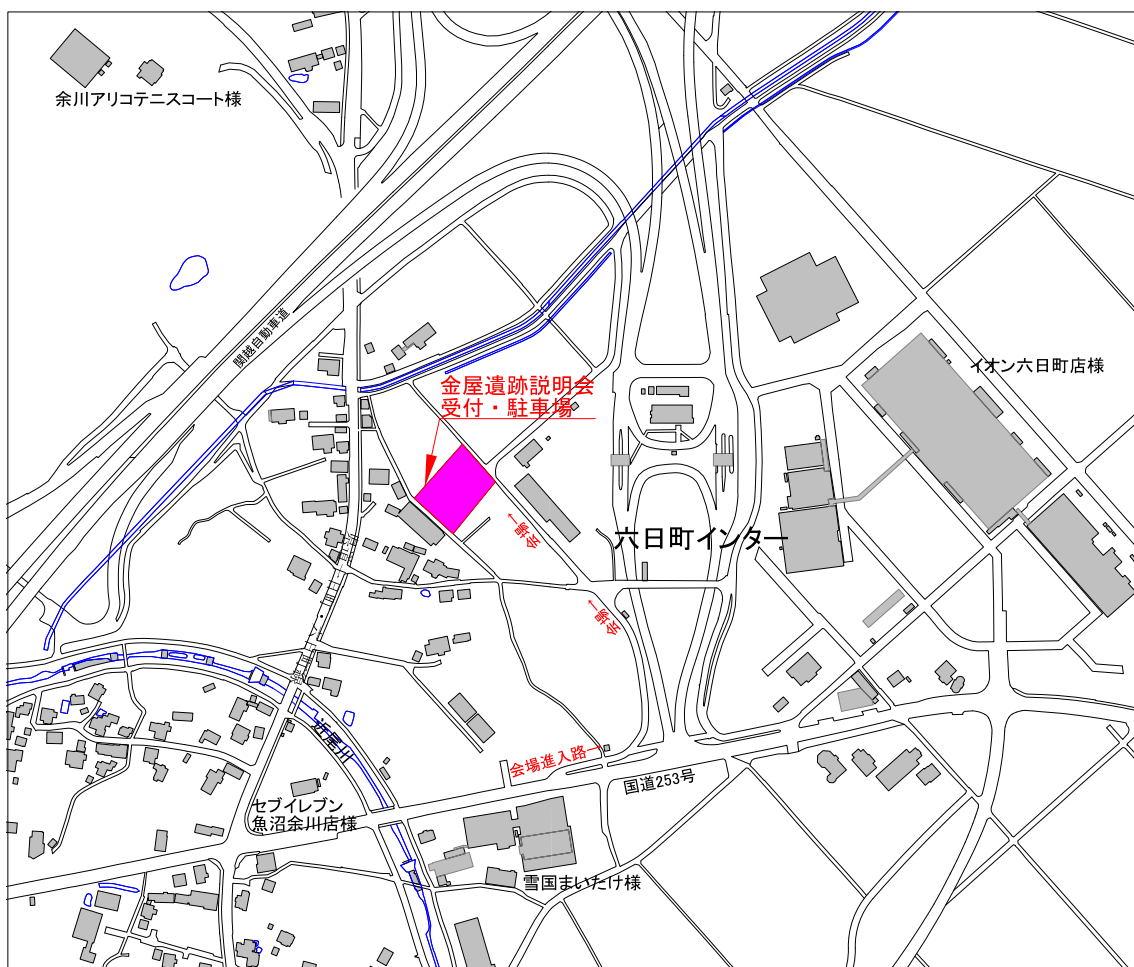 余川アリコテニスコート様
関越自動車道
イオン六日町店様
金屋遺跡説明会
受付・駐車場
会場→
六日町インター
会場→
近尾川
会場進入路→
国道253号
セブイレブン
魚沼余川店様
雪国まいたけ様